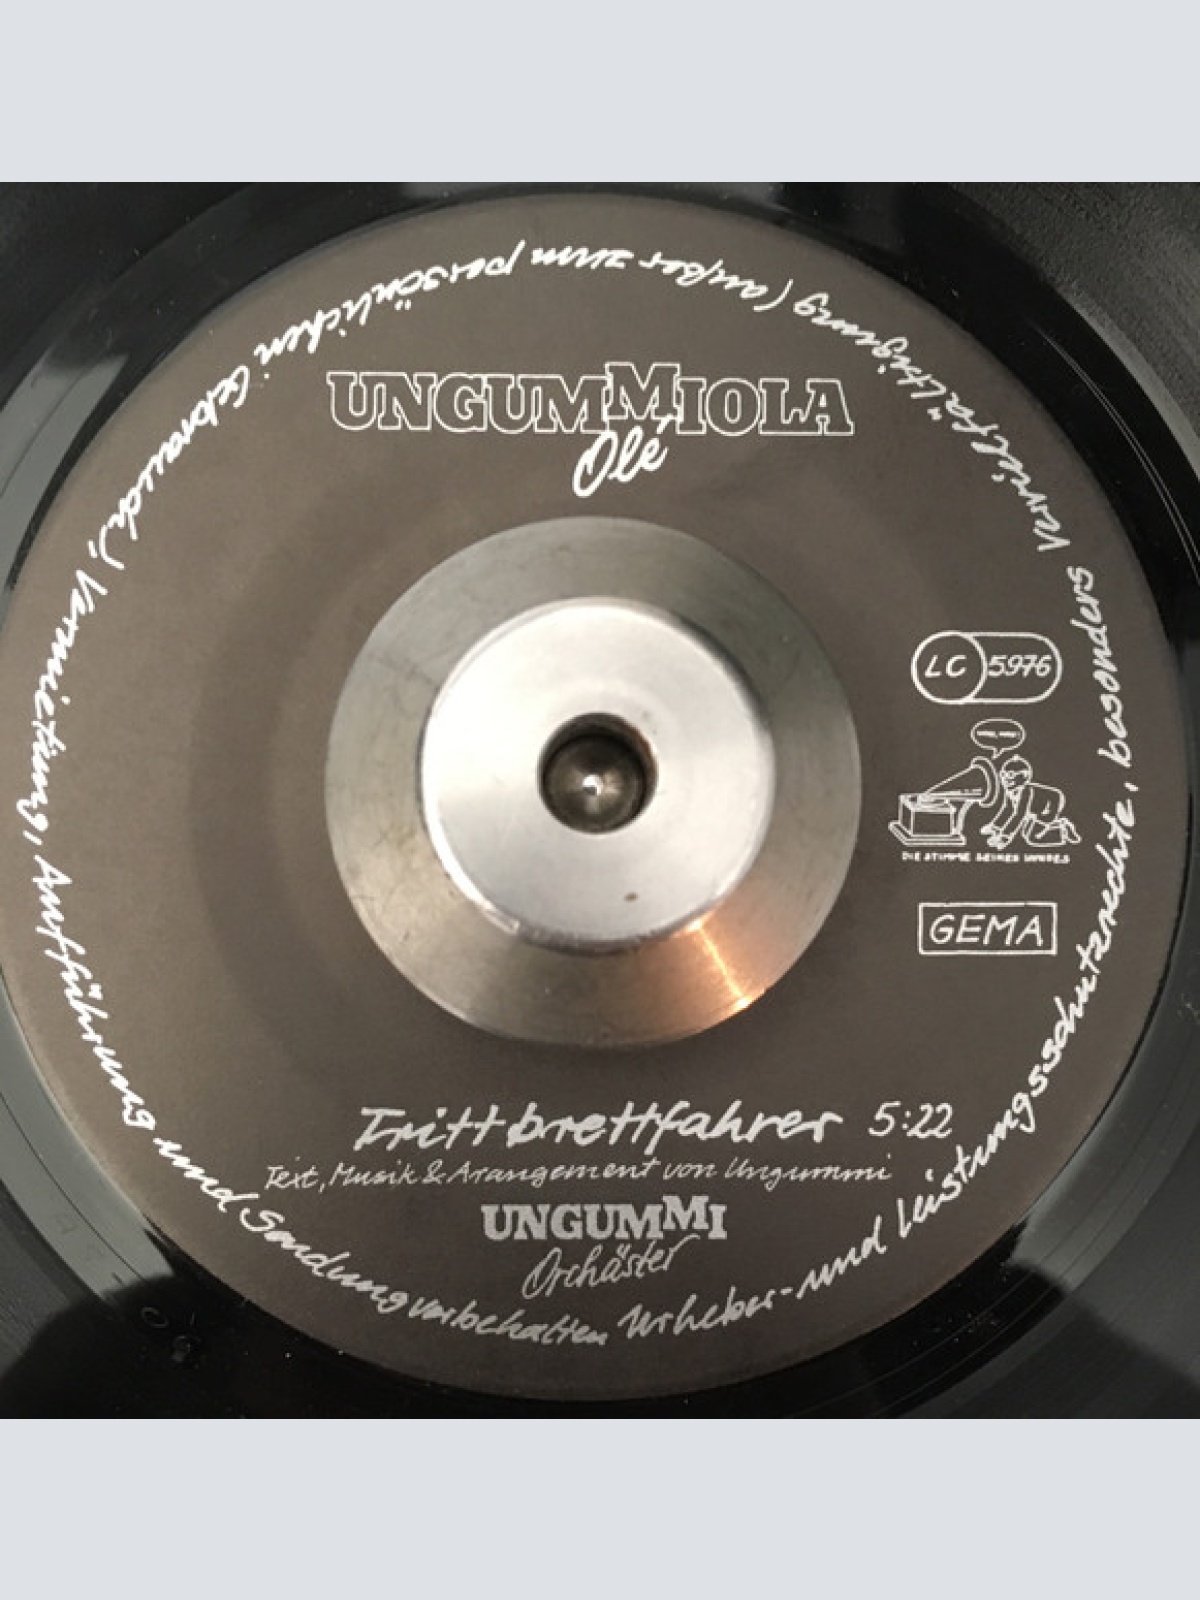 UNGUMMIOLA
Olé
LC 5976
DIE STIMME SEINES HUNDES
GEMA
Trittbrettfahrer 5:22
Text, Musik & Arangement von Ungummi
UNGUMMI
Orchäster
Urheber- und Leistungsschutzrechte, besonders Vervielfältigung (außer zum persönlichen Gebrauch), Vermietung, Aufführung und Sendung vorbehalten